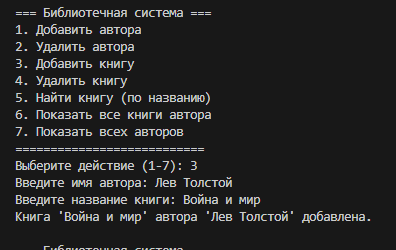 === Библиотечная система ===
1. Добавить автора
2. Удалить автора
3. Добавить книгу
4. Удалить книгу
5. Найти книгу (по названию)
6. Показать все книги автора
7. Показать всех авторов
===========================
Выберите действие (1-7): 3
Введите имя автора: Лев Толстой
Введите название книги: Война и мир
Книга 'Война и мир' автора 'Лев Толстой' добавлена.
Библиотечная система